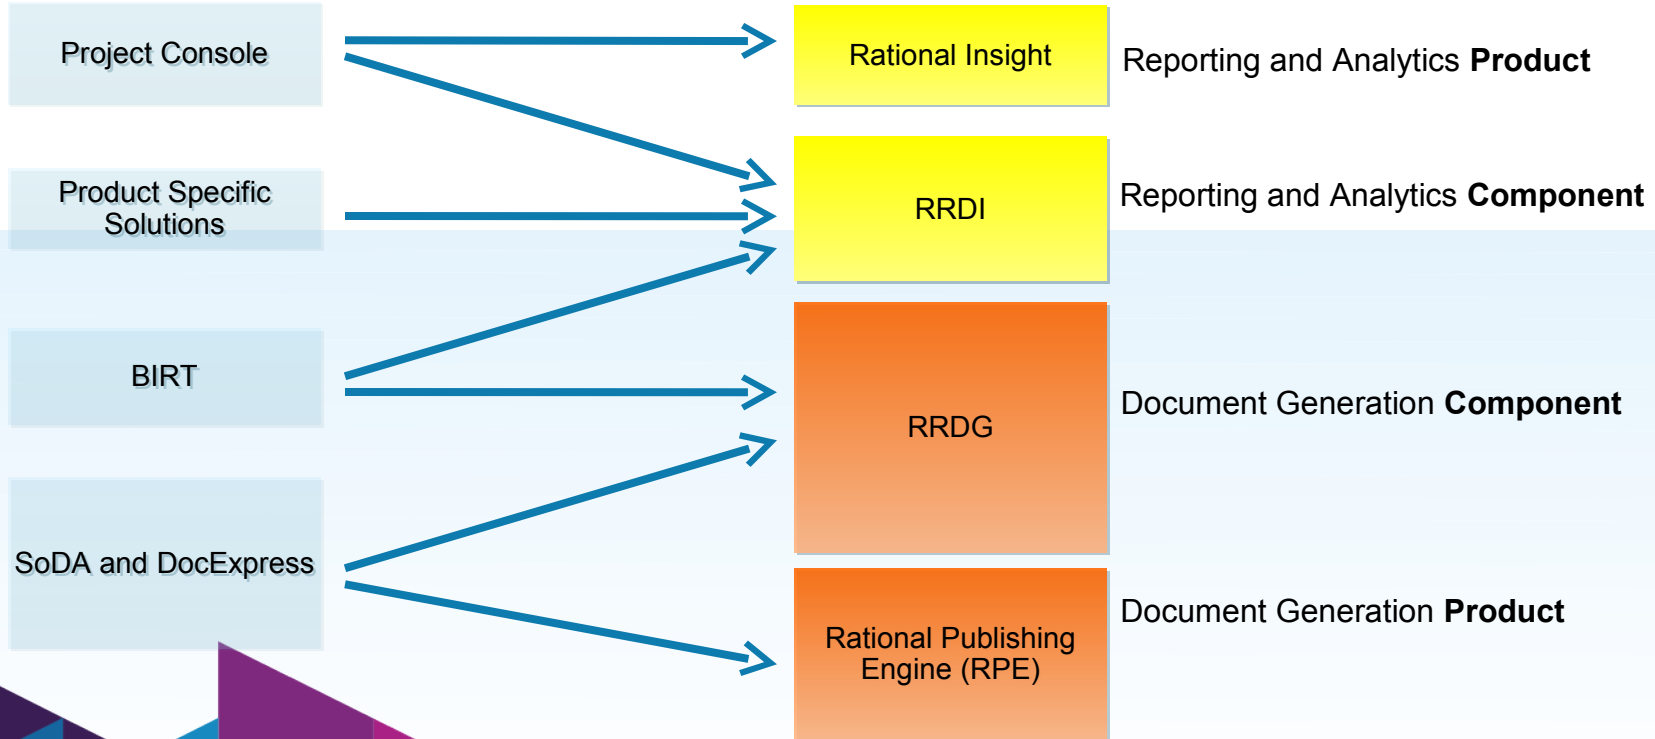 Project Console
Rational Insight
Reporting and Analytics Product
Product Specific
Solutions
RRDI
Reporting and Analytics Component
BIRT
RRDG
Document Generation Component
SoDA and DocExpress
Rational Publishing
Engine (RPE)
Document Generation Product